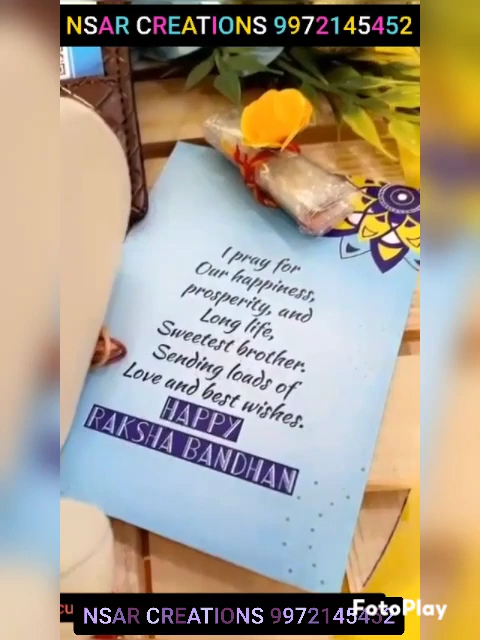 NSAR CREATIONS 9972145452
I pray for
Our happiness,
prosperity, and
Long life,
Sweetest brother.
Sending loads of
Love and best wishes.
HAPPY
RAKSHA BANDHAN
NSAR CREATIONS 9972145452
FotoPlay